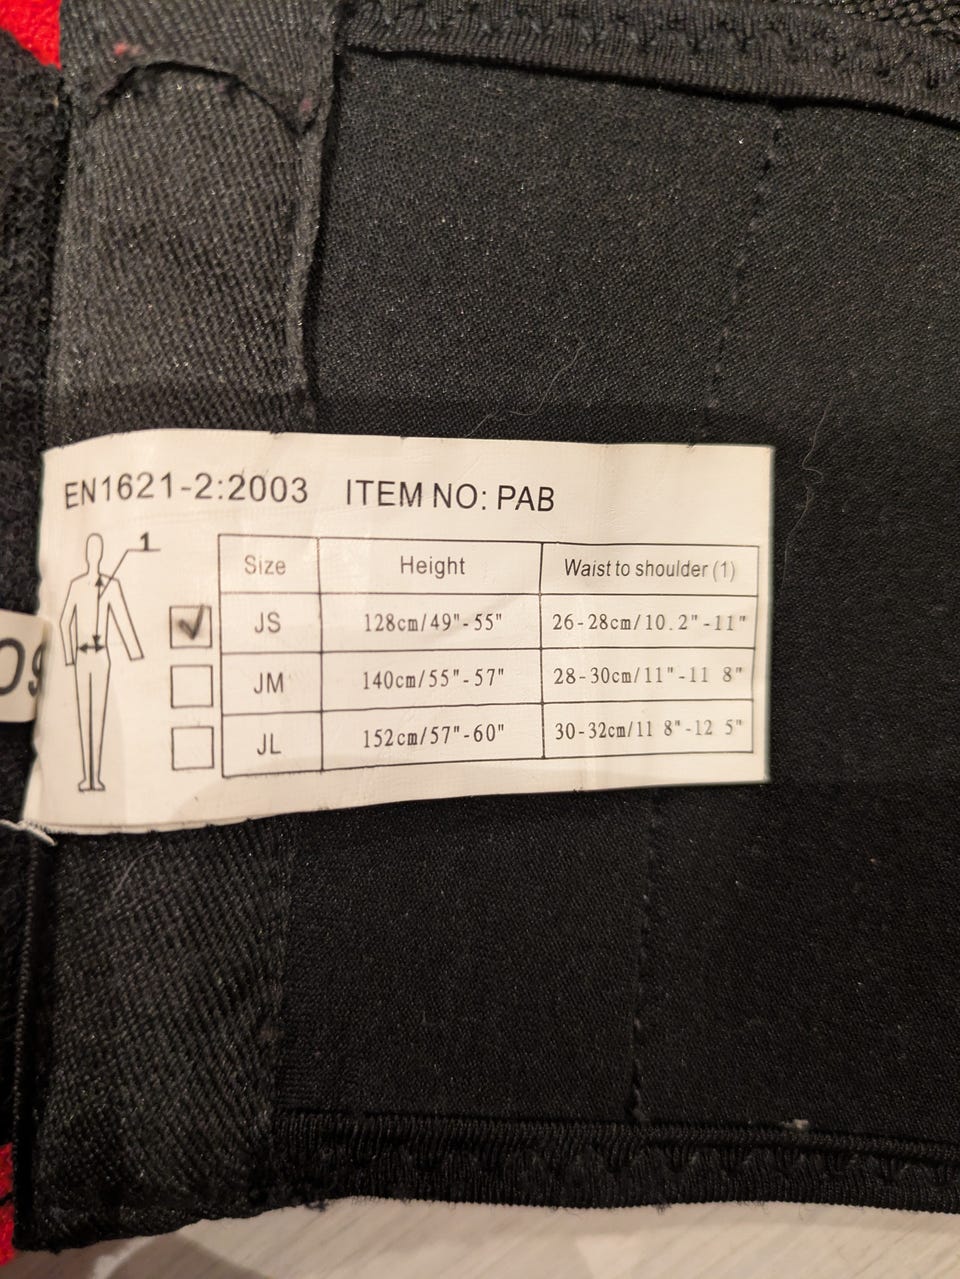 EN1621-2:2003 ITEM NO: PAB
1
Size Height Waist to shoulder (1)
JS 128cm/49"-55" 26-28cm/10.2"-11"
JM 140cm/55"-57" 28-30cm/11"-11 8"
JL 152cm/57"-60" 30-32cm/11 8"-12 5"